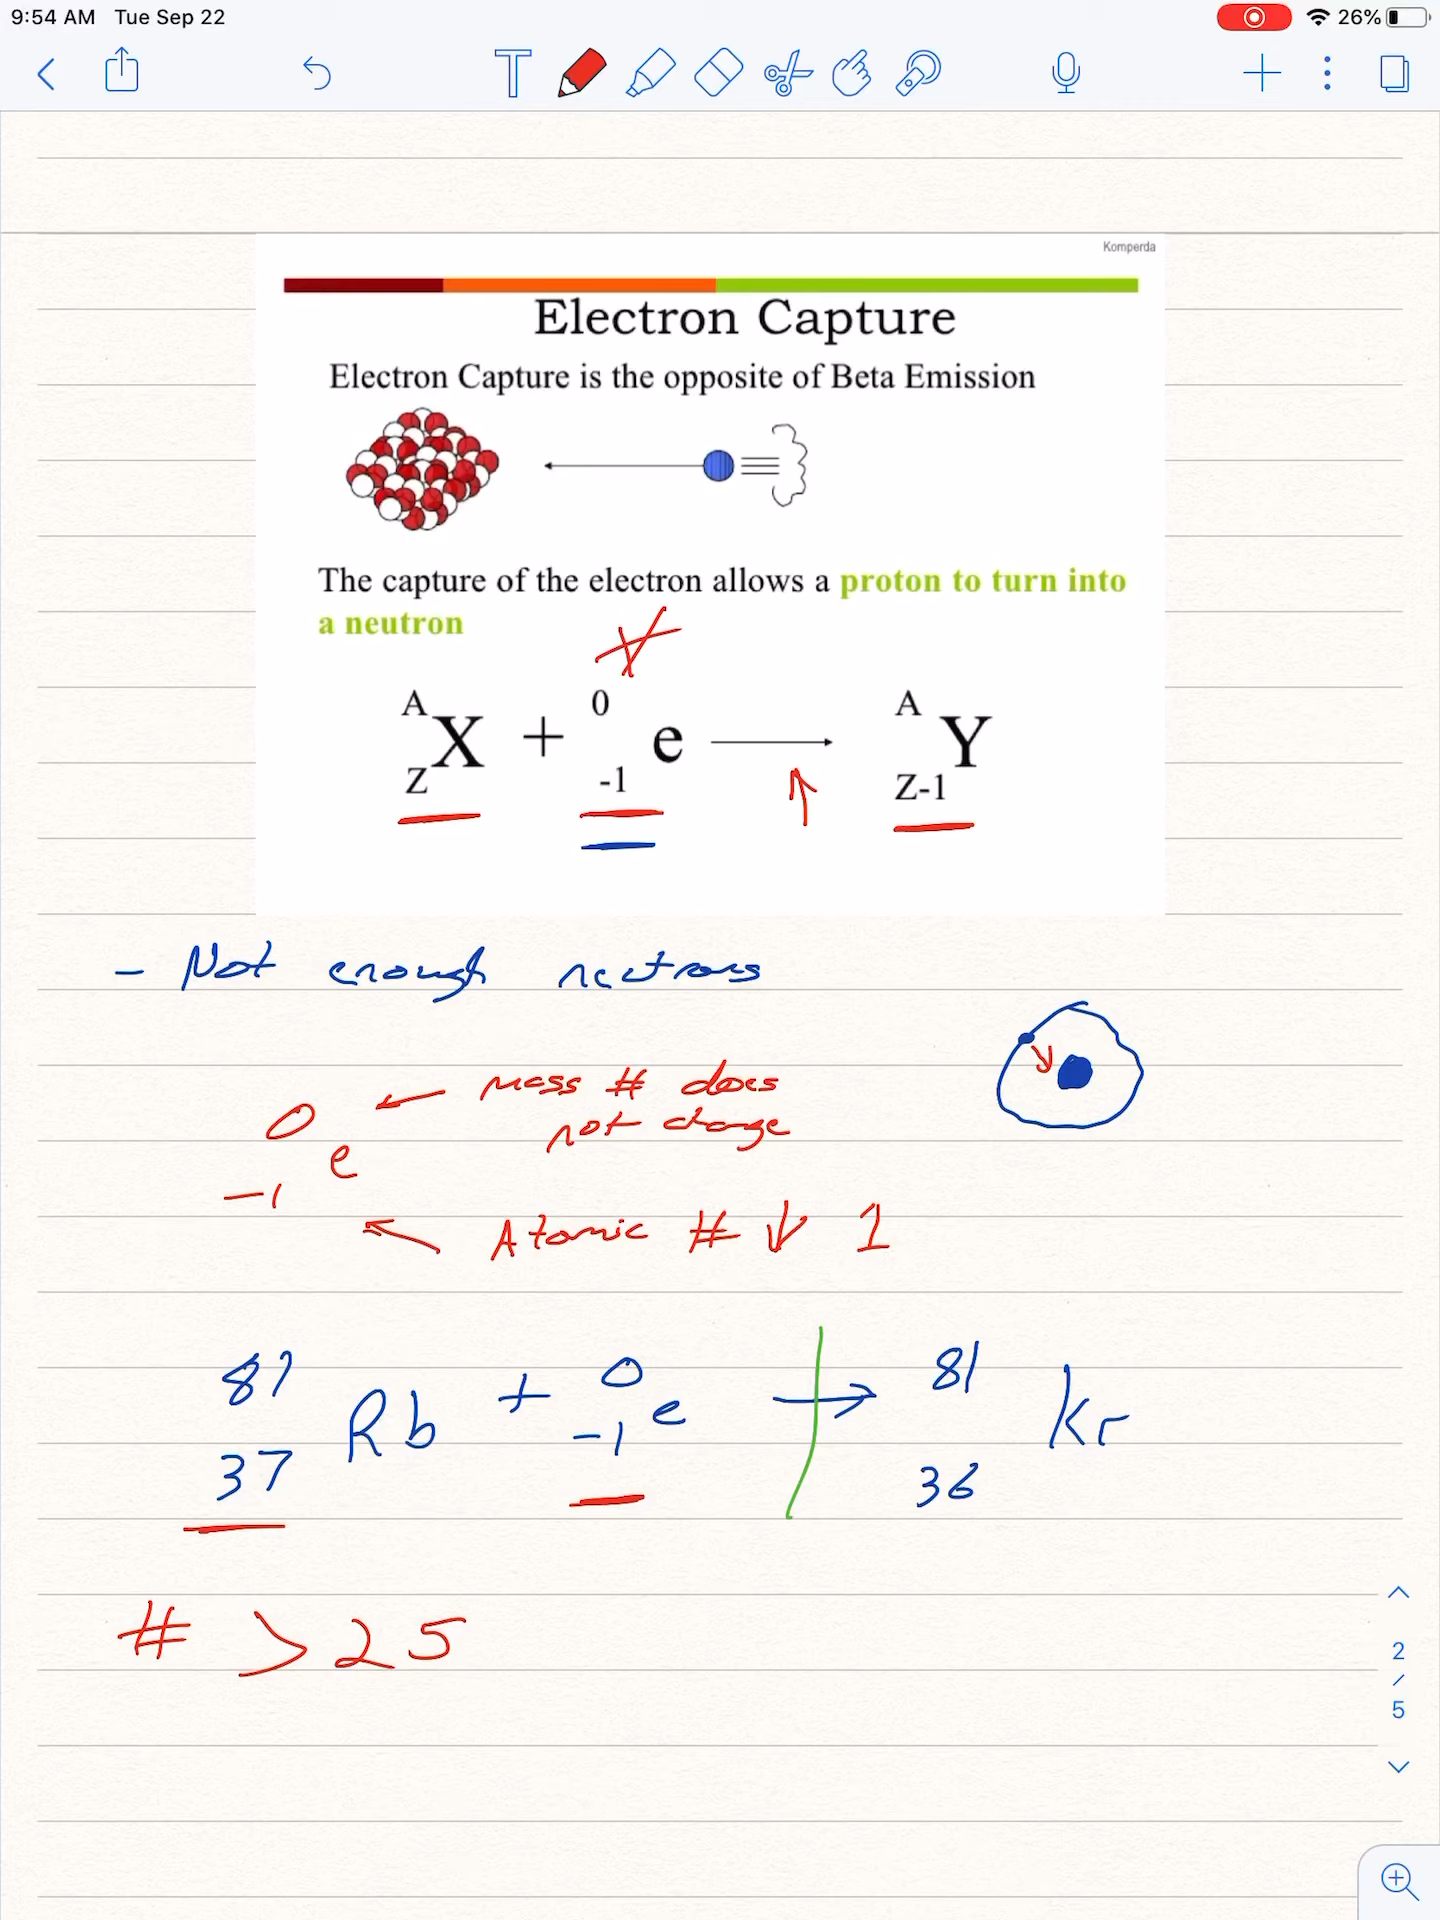 9:54 AM Tue Sep 22 26%
T
Komperda
Electron Capture
Electron Capture is the opposite of Beta Emission
The capture of the electron allows a proton to turn into
a neutron
A 0 A
X + e Y
Z -1 Z-1
- Not enough neutrons
mass # does
not change
0
e
-1
Atomic # ↓ 1
81 0 81
Rb + e → Kr
37 -1 36
# > 25
2
/
5